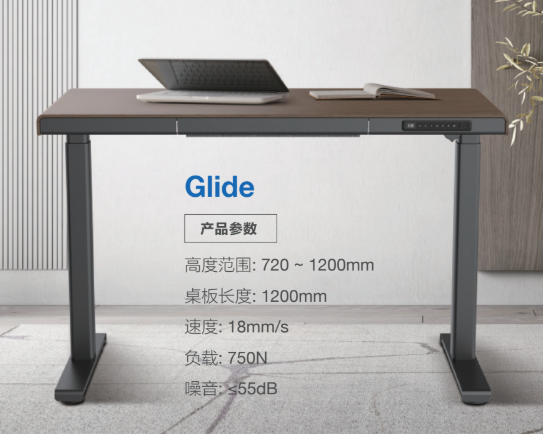 Glide
产品参数
高度范围: 720 ~ 1200mm
桌板长度: 1200mm
速度: 18mm/s
负载: 750N
噪音: ≤55dB